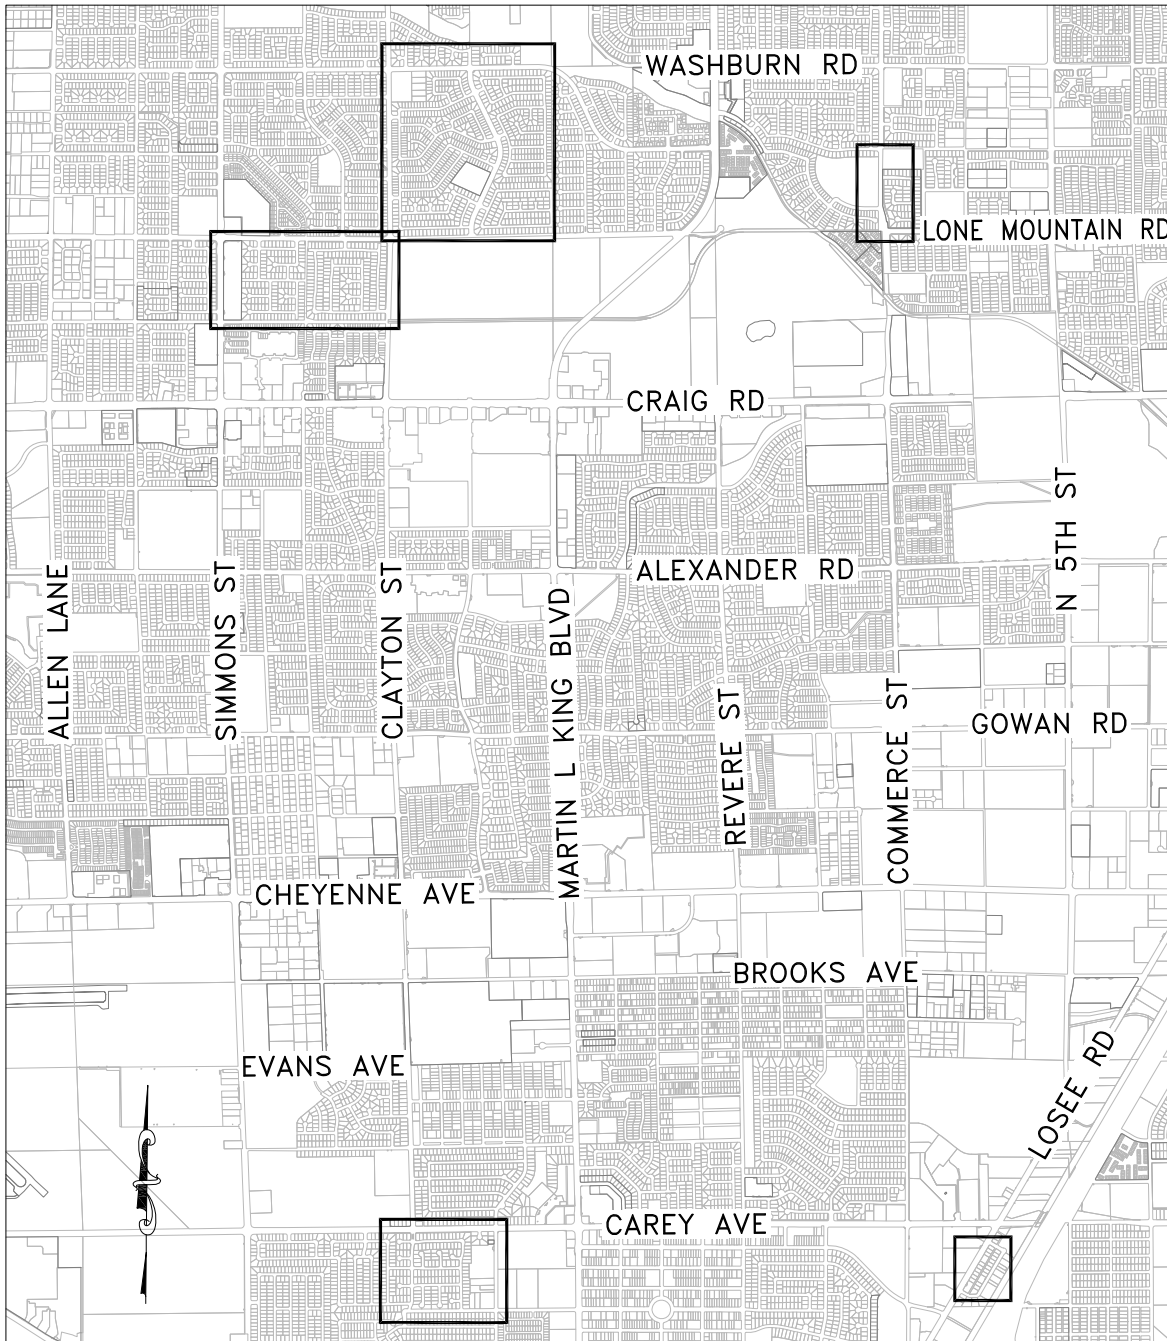 WASHBURN RD
LONE MOUNTAIN RD
CRAIG RD
ALEXANDER RD
N 5TH ST
ALLEN LANE
SIMMONS ST
CLAYTON ST
MARTIN L KING BLVD
REVERE ST
COMMERCE ST
GOWAN RD
CHEYENNE AVE
BROOKS AVE
EVANS AVE
LOSEE RD
CAREY AVE